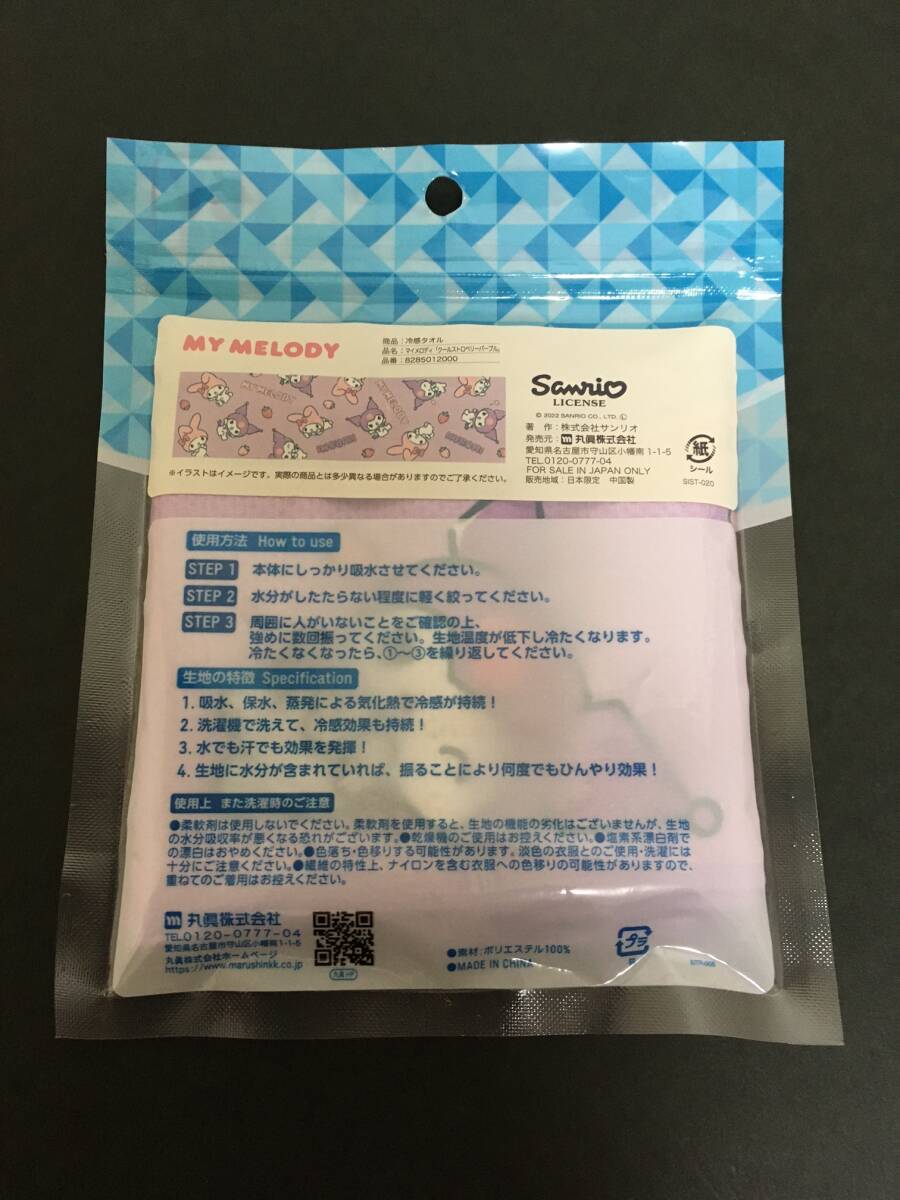 MY MELODY
商品：冷感タオル
品名：マイメロディ「クールストロベリーパープル」
品番：8285012000
MY MELODY
MY MELODY
Sanrio
LICENSE
© 2022 SANRIO CO., LTD. Ⓛ
著 作：株式会社サンリオ
発売元：m 丸眞株式会社
愛知県名古屋市守山区小幡南 1-1-5
TEL.0120-0777-04
FOR SALE IN JAPAN ONLY
販売地域：日本限定 中国製
紙
シール
SIST-020
※イラストはイメージです。実際の商品とは多少異なる場合がありますのでご了承ください。
使用方法 How to use
STEP 1 本体にしっかり吸水させてください。
STEP 2 水分がしたたらない程度に軽く絞ってください。
STEP 3 周囲に人がいないことをご確認の上、
強めに数回振ってください。生地温度が低下し冷たくなります。
冷たくなくなったら、①〜③を繰り返してください。
生地の特徴 Specification
1. 吸水、保水、蒸発による気化熱で冷感が持続！
2. 洗濯機で洗えて、冷感効果も持続！
3. 水でも汗でも効果を発揮！
4. 生地に水分が含まれていれば、振ることにより何度でもひんやり効果！
使用上 また洗濯時のご注意
●柔軟剤は使用しないでください。柔軟剤を使用すると、生地の機能の劣化はございませんが、生地
の水分吸収率が悪くなる恐れがございます。●乾燥機のご使用はお控えください。●塩素系漂白剤で
の漂白はおやめください。●色落ち・色移りする可能性があります。淡色の衣服とのご使用・洗濯には
十分にご注意ください。●繊維の特性上、ナイロンを含む衣服への色移りの可能性がありますので、
重ねてのご着用はお控えください。
m 丸眞株式会社
TEL0120-0777-04
愛知県名古屋市守山区小幡南1-1-5
丸眞株式会社ホームページ
https://www.marushinkk.co.jp
丸眞HP
●素材：ポリエステル100%
●MADE IN CHINA
プラ